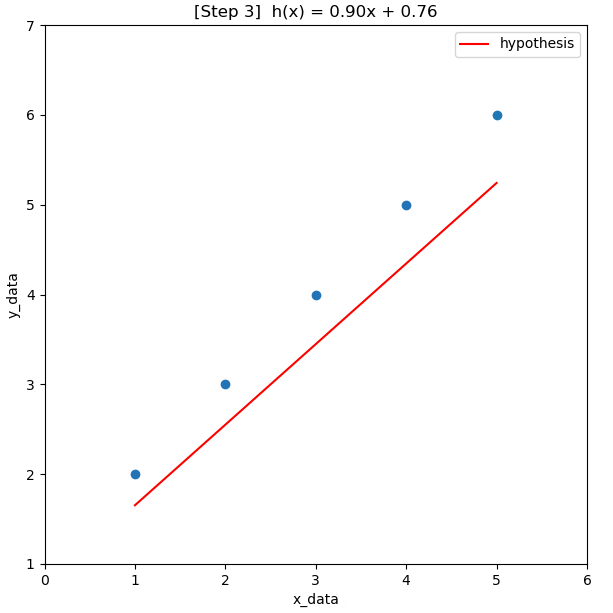 [Step 3]  h(x) = 0.90x + 0.76
hypothesis
7
6
5
4
3
2
1
y_data
0 1 2 3 4 5 6
x_data